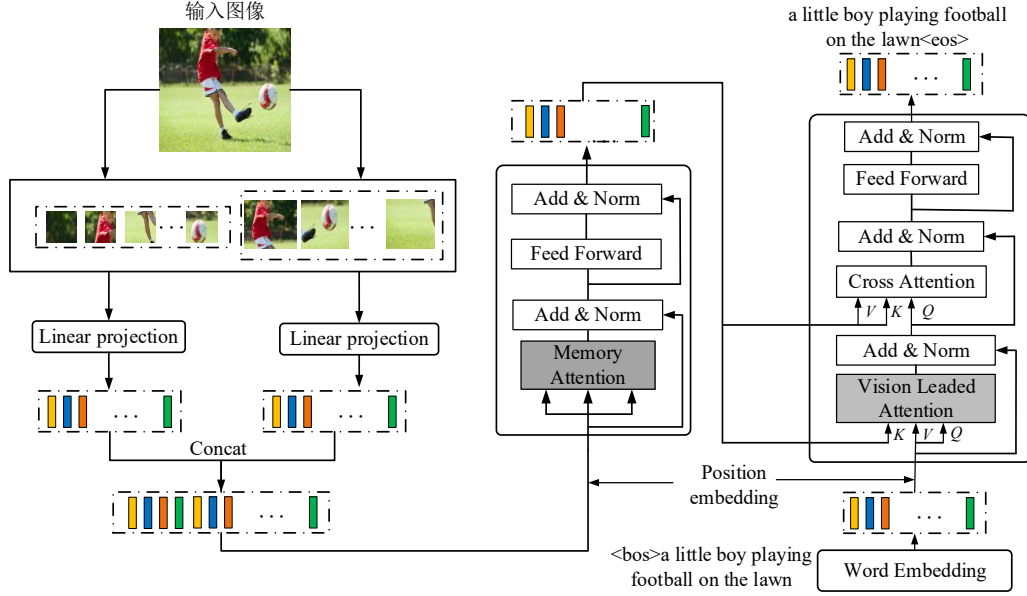 输入图像
Linear projection
Linear projection
Concat
Add & Norm
Feed Forward
Add & Norm
Memory
Attention
Position
embedding
a little boy playing football
on the lawn<eos>
Add & Norm
Feed Forward
Add & Norm
Cross Attention
V K Q
Add & Norm
Vision Leaded
Attention
K V Q
<bos>a little boy playing
football on the lawn
Word Embedding